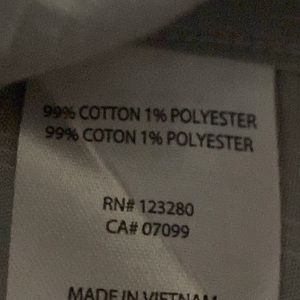 99% COTTON 1% POLYESTER
99% COTON 1% POLYESTER
RN# 123280
CA# 07099
MADE IN VIETNAM